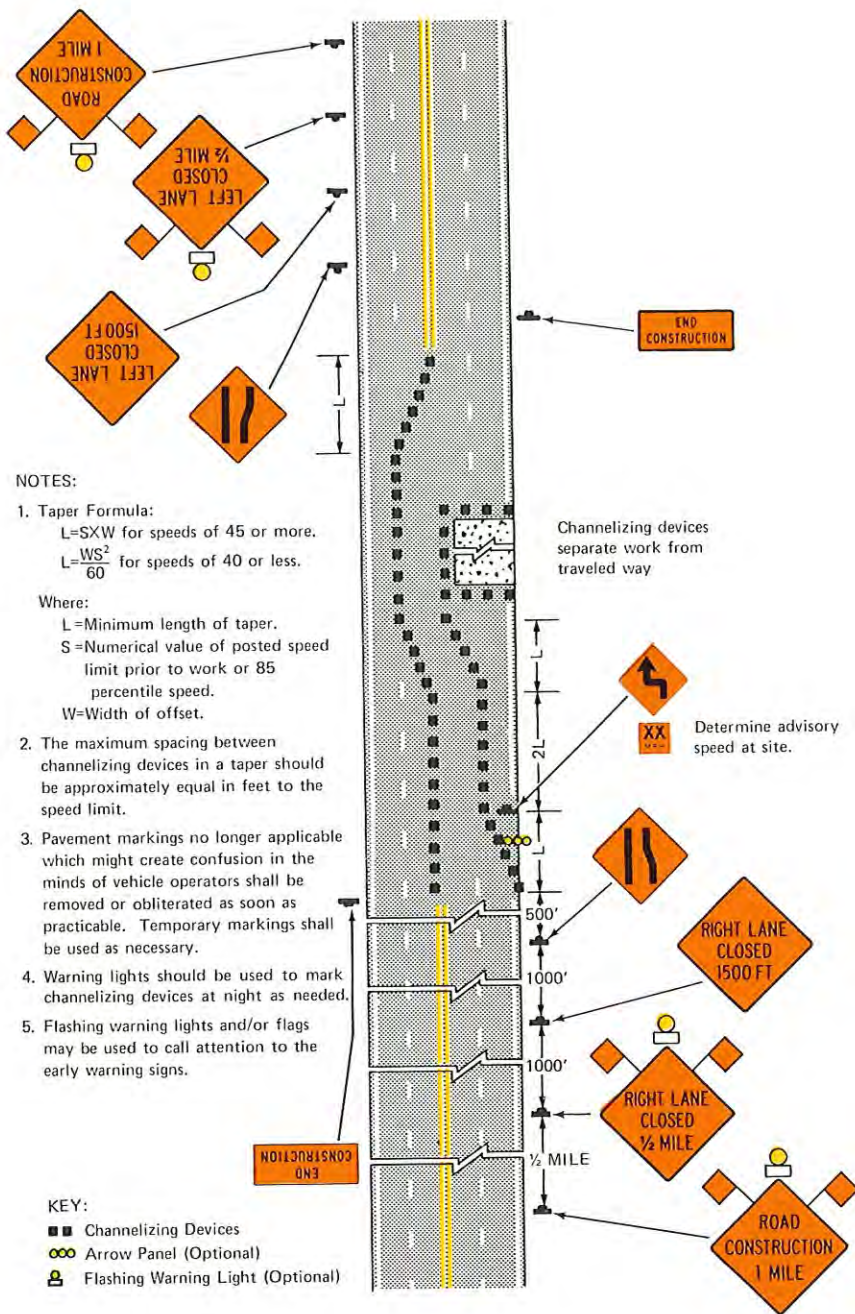 ROAD
CONSTRUCTION
1 MILE
LEFT LANE
CLOSED
½ MILE
LEFT LANE
CLOSED
1500 FT
END
CONSTRUCTION
L
NOTES:
1. Taper Formula:
L=SXW for speeds of 45 or more.
L=WS²/60 for speeds of 40 or less.
Where:
L=Minimum length of taper.
S=Numerical value of posted speed
limit prior to work or 85
percentile speed.
W=Width of offset.
2. The maximum spacing between
channelizing devices in a taper should
be approximately equal in feet to the
speed limit.
3. Pavement markings no longer applicable
which might create confusion in the
minds of vehicle operators shall be
removed or obliterated as soon as
practicable. Temporary markings shall
be used as necessary.
4. Warning lights should be used to mark
channelizing devices at night as needed.
5. Flashing warning lights and/or flags
may be used to call attention to the
early warning signs.
Channelizing devices
separate work from
traveled way
L
2L
L
XX
Determine advisory
speed at site.
500'
1000'
1000'
½ MILE
RIGHT LANE
CLOSED
1500 FT
RIGHT LANE
CLOSED
½ MILE
ROAD
CONSTRUCTION
1 MILE
END
CONSTRUCTION
KEY:
Channelizing Devices
Arrow Panel (Optional)
Flashing Warning Light (Optional)